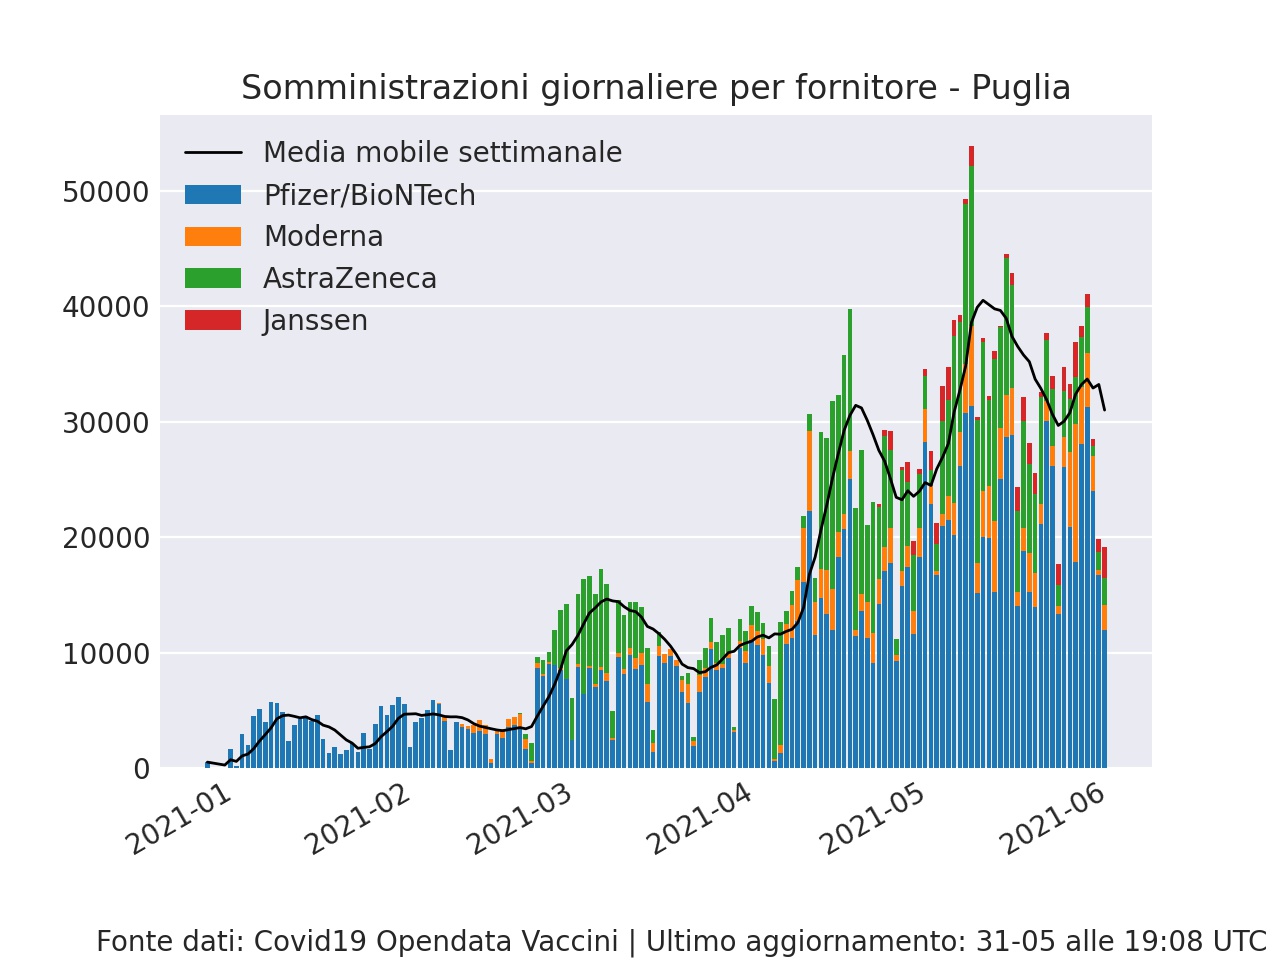 Somministrazioni giornaliere per fornitore - Puglia
Media mobile settimanale
Pfizer/BioNTech
Moderna
AstraZeneca
Janssen
50000
40000
30000
20000
10000
0
2021-01
2021-02
2021-03
2021-04
2021-05
2021-06
Fonte dati: Covid19 Opendata Vaccini | Ultimo aggiornamento: 31-05 alle 19:08 UTC